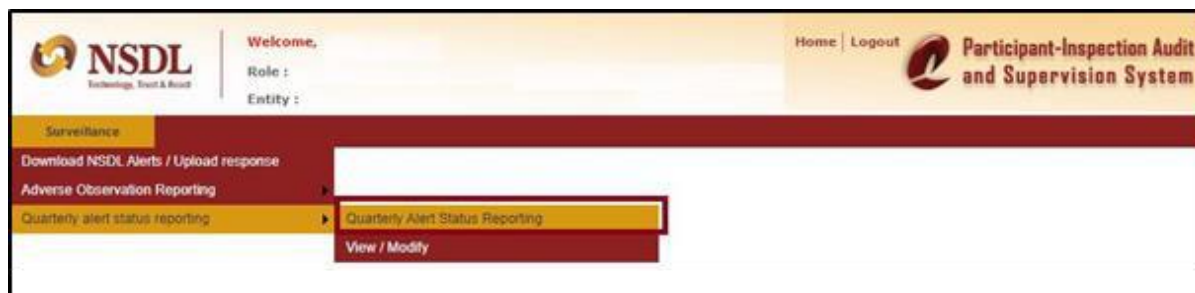 NSDL
Technology, Trust & Reach
Welcome,
Role :
Entity :
Home | Logout
Participant-Inspection Audit
and Supervision System
Surveillance
Download NSDL Alerts / Upload response
Adverse Observation Reporting
Quarterly alert status reporting
Quarterly Alert Status Reporting
View / Modify